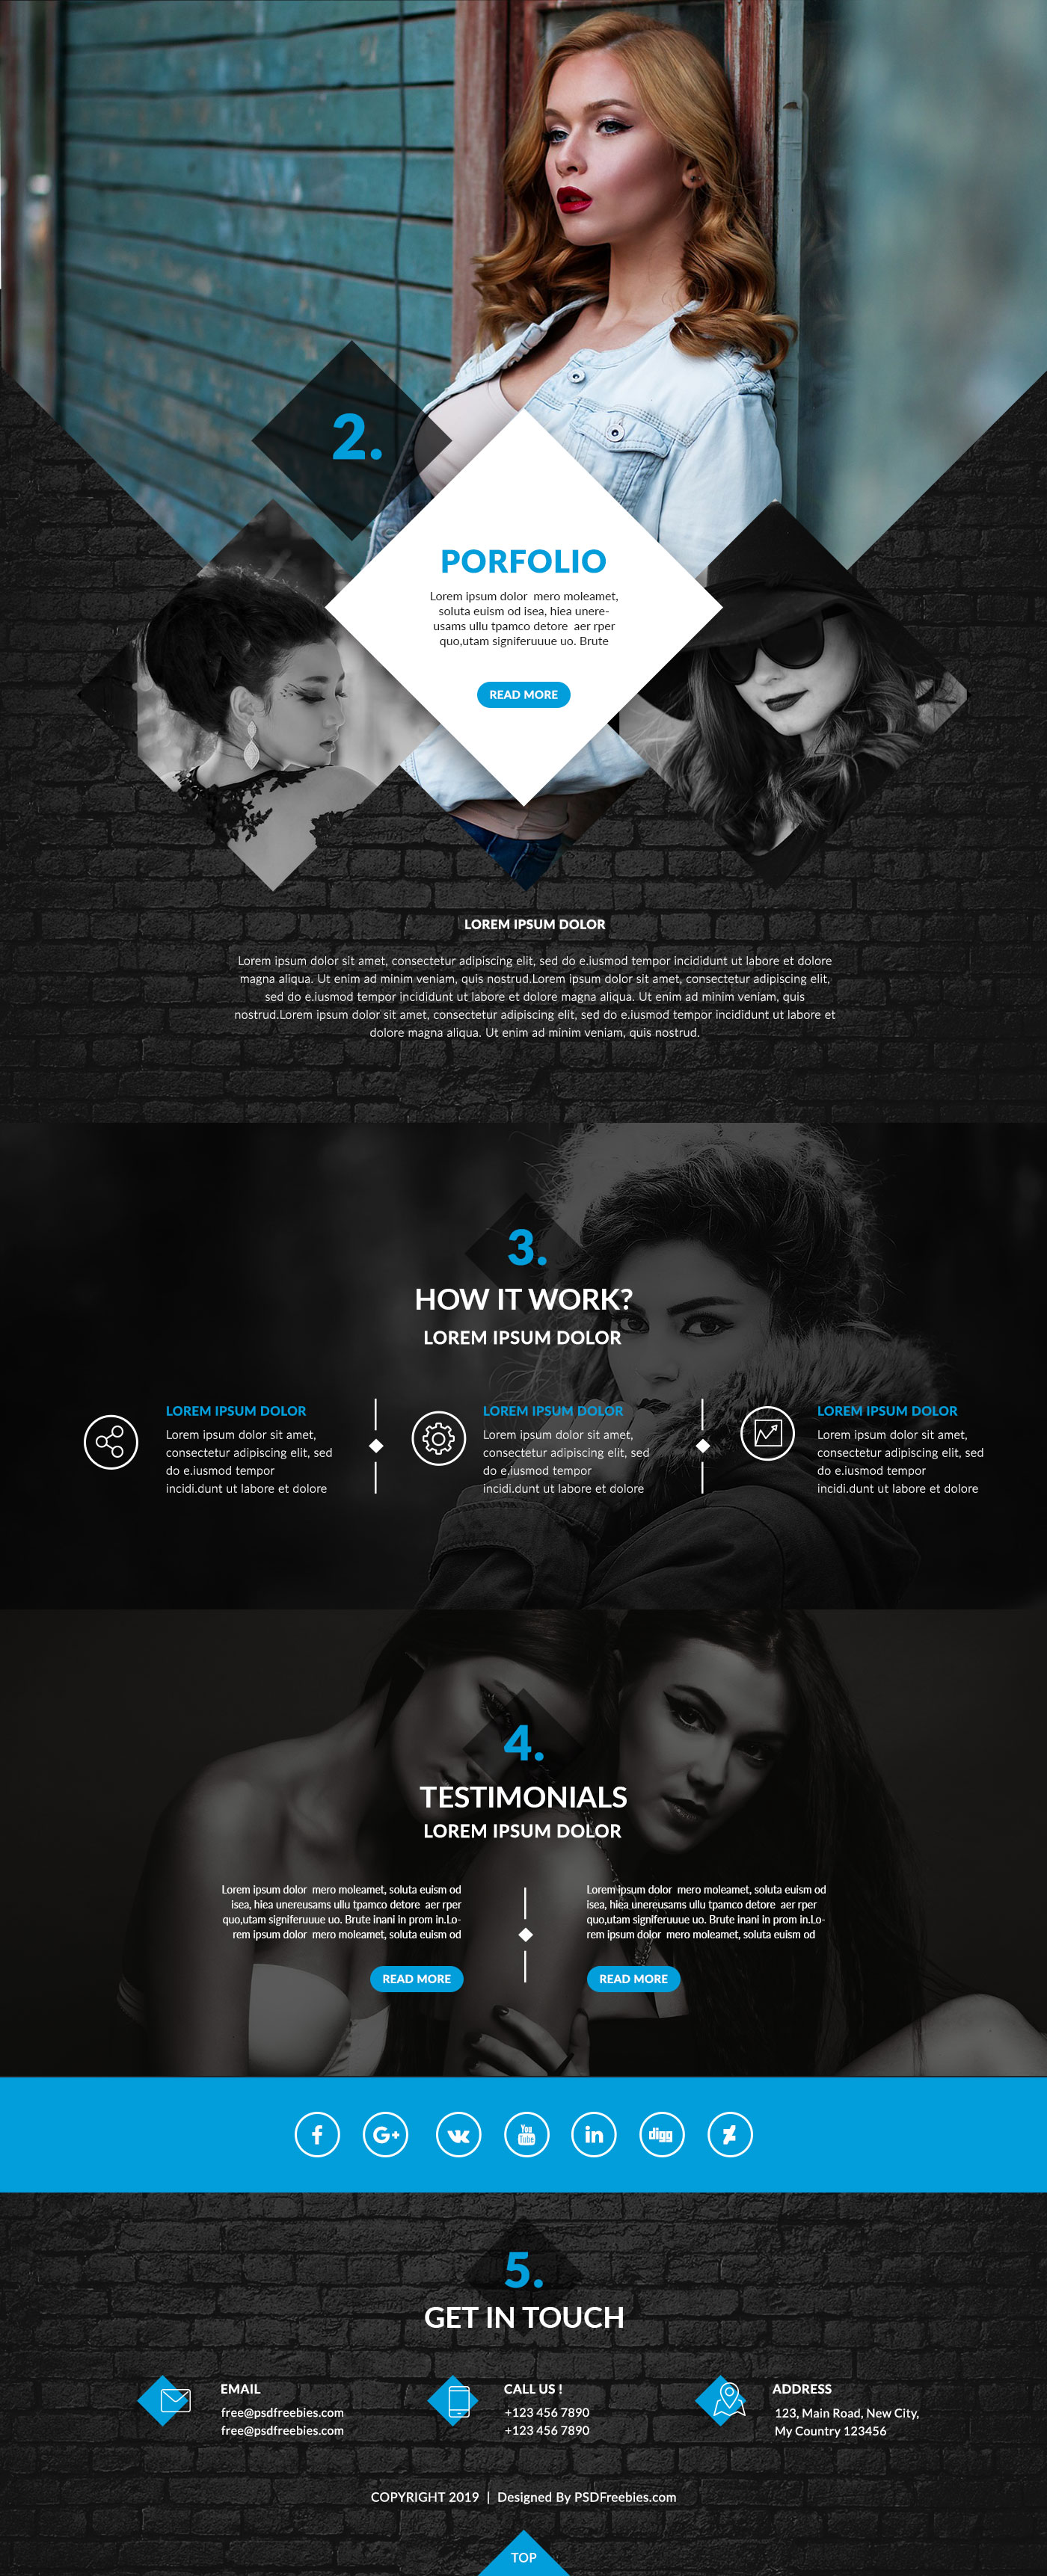 2.
PORFOLIO
Lorem ipsum dolor  mero moleamet,
soluta euism od isea, hiea unere-
usams ullu tpamco detore  aer rper
quo,utam signiferuuue uo. Brute
READ MORE
LOREM IPSUM DOLOR
Lorem ipsum dolor sit amet, consectetur adipiscing elit, sed do e.iusmod tempor incididunt ut labore et dolore
magna aliqua. Ut enim ad minim veniam, quis nostrud.Lorem ipsum dolor sit amet, consectetur adipiscing elit,
sed do e.iusmod tempor incididunt ut labore et dolore magna aliqua. Ut enim ad minim veniam, quis
nostrud.Lorem ipsum dolor sit amet, consectetur adipiscing elit, sed do e.iusmod tempor incididunt ut labore et
dolore magna aliqua. Ut enim ad minim veniam, quis nostrud.
3.
HOW IT WORK?
LOREM IPSUM DOLOR
LOREM IPSUM DOLOR
Lorem ipsum dolor sit amet,
consectetur adipiscing elit, sed
do e.iusmod tempor
incidi.dunt ut labore et dolore
LOREM IPSUM DOLOR
Lorem ipsum dolor sit amet,
consectetur adipiscing elit, sed
do e.iusmod tempor
incidi.dunt ut labore et dolore
LOREM IPSUM DOLOR
Lorem ipsum dolor sit amet,
consectetur adipiscing elit, sed
do e.iusmod tempor
incidi.dunt ut labore et dolore
4.
TESTIMONIALS
LOREM IPSUM DOLOR
Lorem ipsum dolor  mero moleamet, soluta euism od
isea, hiea unereusams ullu tpamco detore  aer rper
quo,utam signiferuuue uo. Brute inani in prom in.Lo-
rem ipsum dolor  mero moleamet, soluta euism od
READ MORE
Lorem ipsum dolor  mero moleamet, soluta euism od
isea, hiea unereusams ullu tpamco detore  aer rper
quo,utam signiferuuue uo. Brute inani in prom in.Lo-
rem ipsum dolor  mero moleamet, soluta euism od
READ MORE
f
G+
You
Tube
in
digg
5.
GET IN TOUCH
EMAIL
free@psdfreebies.com
free@psdfreebies.com
CALL US !
+123 456 7890
+123 456 7890
ADDRESS
123, Main Road, New City,
My Country 123456
COPYRIGHT 2019  |  Designed By PSDFreebies.com
TOP